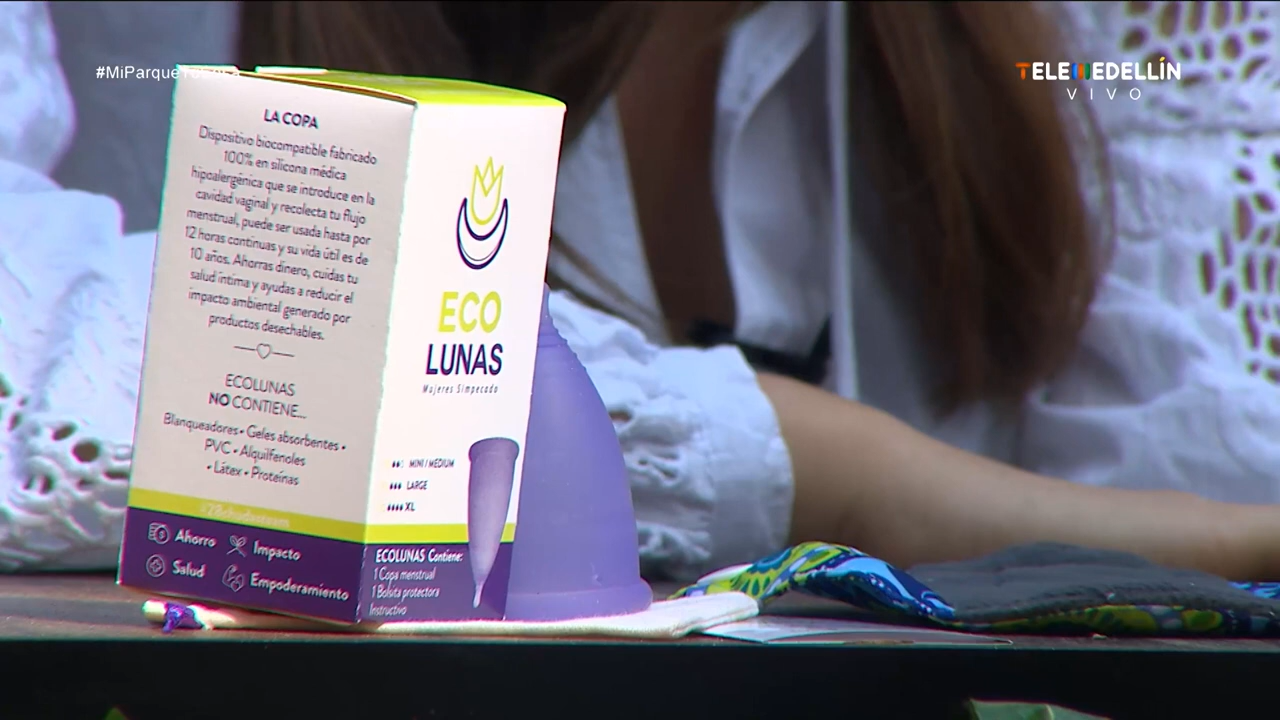 #MiParque
TELEMEDELLÍN
VIVO
LA COPA
Dispositivo biocompatible fabricado
100% en silicona médica
hipoalergénica que se introduce en la
cavidad vaginal y recolecta tu flujo
menstrual, puede ser usada hasta por
12 horas continuas y su vida útil es de
10 años. Ahorras dinero, cuidas tu
salud íntima y ayudas a reducir el
impacto ambiental generado por
productos desechables.
ECOLUNAS
NO CONTIENE...
Blanqueadores • Geles absorbentes •
PVC • Alquilfenoles
• Látex • Proteínas
Ahorro Impacto
Salud Empoderamiento
ECO
LUNAS
Mujeres Simpecado
MINI/MEDIUM
LARGE
XL
ECOLUNAS Contiene:
1 Copa menstrual
1 Bolsita protectora
Instructivo